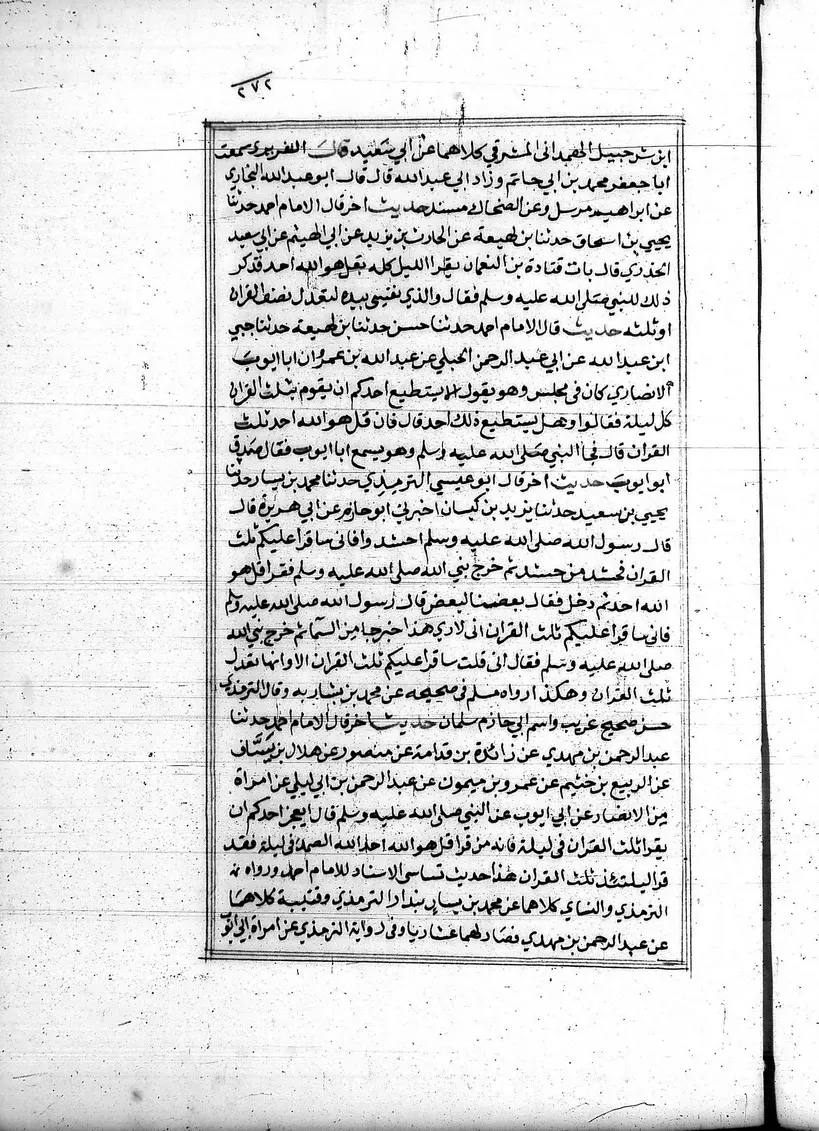 ٢٧٢
ابن شرحبيل الهمداني المشرقي كلاهما عن ابي سعيد قال الفربري سمعت
ابا جعفر محمد بن ابي حاتم وزاد ابي عبد الله قال قال ابو عبد الله البخاري
عن ابراهيم مرسل وعن الضحاك مسند حديث اخر قال الامام احمد حدثنا
يحيي بن اسحاق حدثنا بن لهيعة عن الحارث بن يزيد عن ابي الهيثم عن ابي سعيد
الخدري قال بات قتادة بن النعمان يقرا الليل كله بقل هو الله احد فذكر
ذلك للنبي صلى الله عليه وسلم فقال والذي نفسي بيده لتعدل نصف القران
او ثلثه حديث قال الامام احمد حدثنا حسن حدثنا بن لهيعة حدثنا حيي
ابن عبد الله عن ابي عبد الرحمن الحبلي عن عبد الله بن عمرو ان ابا ايوب
الانصاري كان في مجلس وهو يقول الا يستطيع احدكم ان يقوم بثلث القران
كل ليلة فقالوا وهل يستطيع ذلك احد قال فان قل هو الله احد ثلث
القران قال فجا النبي صلى الله عليه وسلم وهو يسمع ابا ايوب فقال صدق
ابو ايوب حديث اخر قال ابو عيسي الترمذي حدثنا محمد بن يسار حدثنا
يحيي بن سعيد حدثنا يزيد بن كيسان اخبرني ابو حازم عن ابي هريرة قال
قال رسول الله صلى الله عليه وسلم احشد وافاني ساقرا عليكم ثلث
القران فحشد من حشد ثم خرج نبي الله صلى الله عليه وسلم فقرا قل هو
الله احد ثم دخل فقال بعضنا لبعض قال رسول الله صلى الله عليه وسلم
فاني ساقرا عليكم ثلث القران اني لاري هذا خبر جا من السما ثم خرج نبي الله
صلى الله عليه وسلم فقال اني قلت ساقرا عليكم ثلث القران الا وانها تعدل
ثلث القران وهكذا رواه مسلم في صحيحه عن محمد بن بشار به وقال الترمذي
حسن صحيح غريب واسم ابي حازم سلمان حديث اخر قال الامام احمد حدثنا
عبد الرحمن بن مهدي عن زائدة بن قدامة عن منصور عن هلال بن يساف
عن الربيع بن خثيم عن عمرو بن ميمون عن عبد الرحمن بن ابي ليلي عن امراة
من الانصار عن ابي ايوب عن النبي صلى الله عليه وسلم قال ايعجز احدكم ان
يقرا ثلث القران في ليلة فانه من قرا قل هو الله احد الله الصمد في ليلة فقد
قرا ليلتئذ ثلث القران هذا حديث تساسي الاسناد للامام احمد ورواه
الترمذي والنساي كلاهما عن محمد بن يسار بندار الترمذي وقتيبة كلاهما
عن عبد الرحمن بن مهدي فصار لهما عشاريا وفي رواية الترمذي عن امراة ابي ايوب